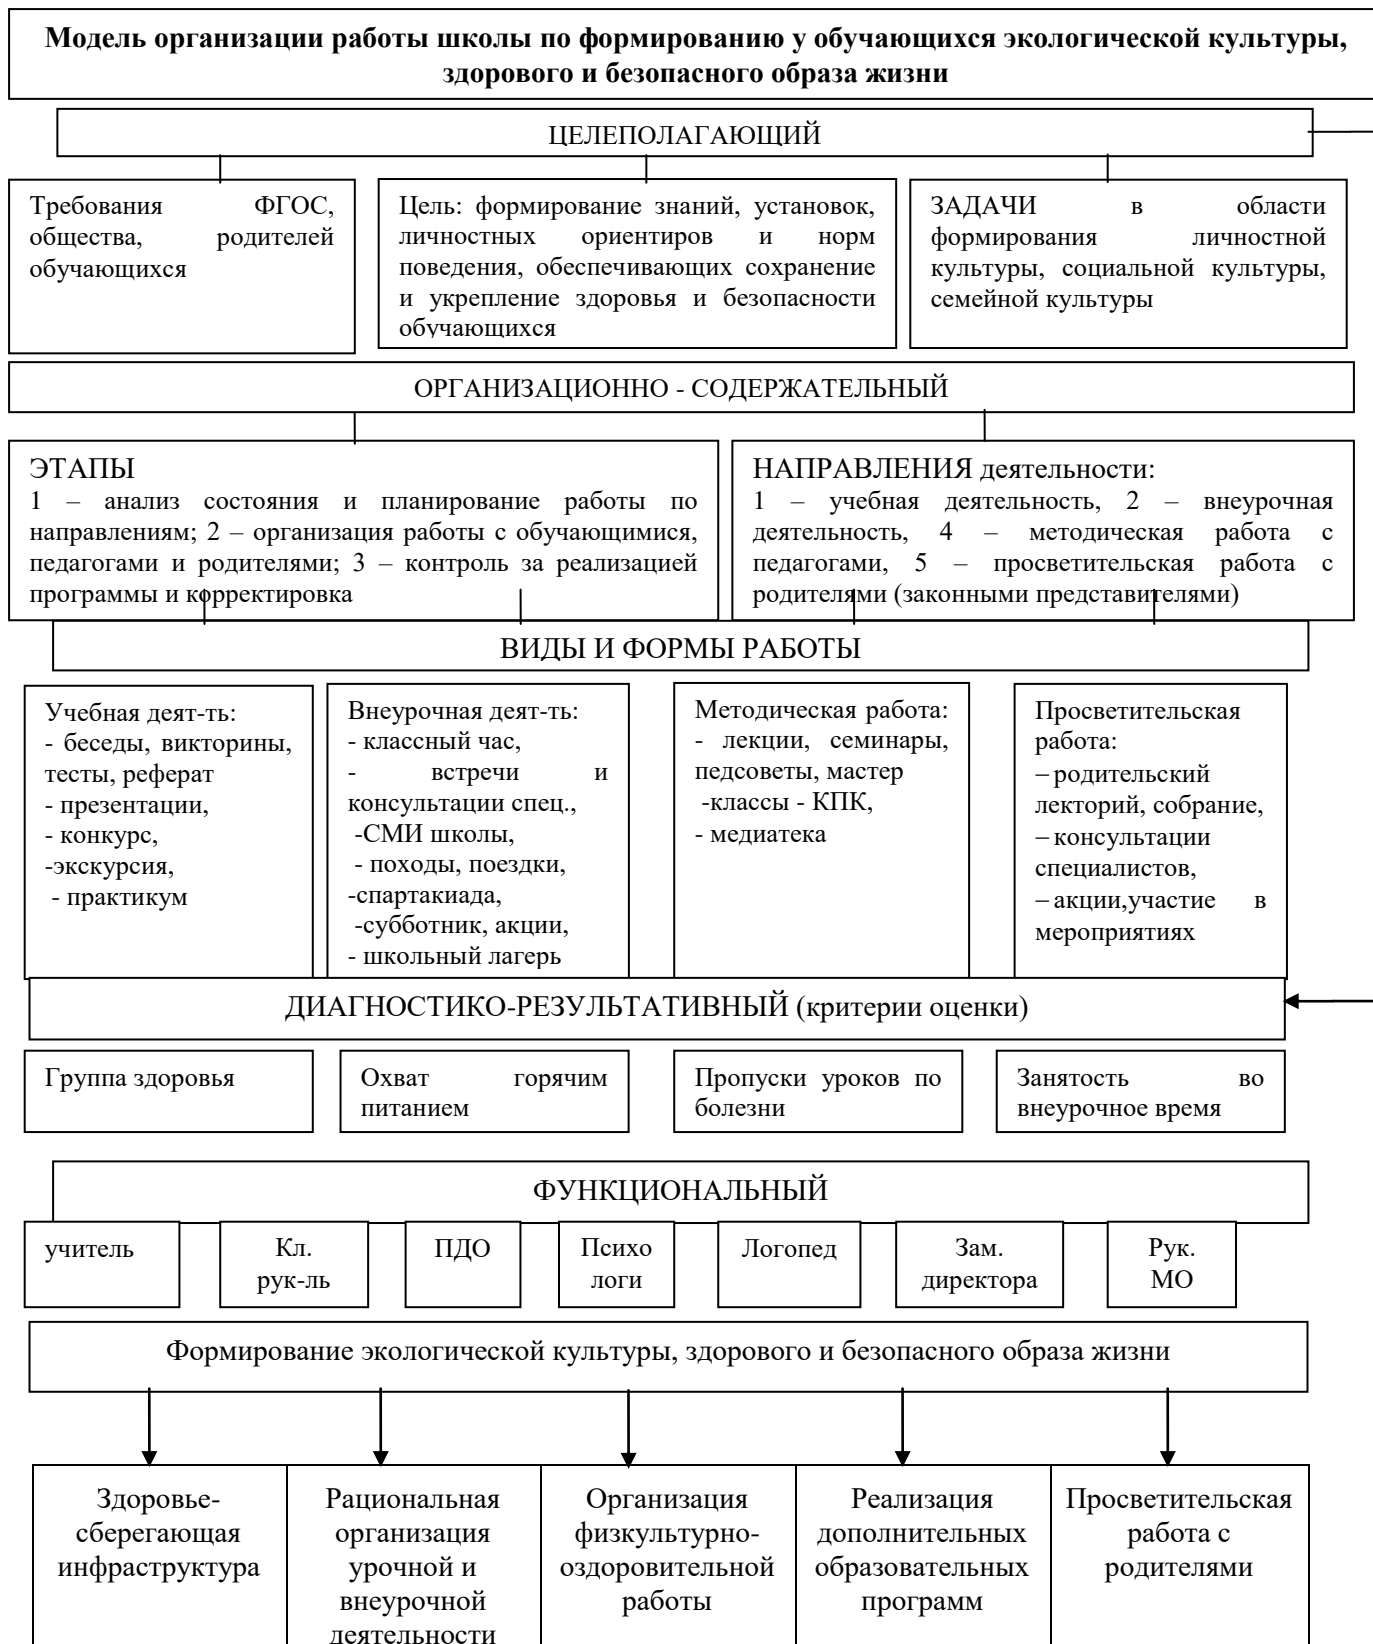 Модель организации работы школы по формированию у обучающихся экологической культуры,
здорового и безопасного образа жизни
ЦЕЛЕПОЛАГАЮЩИЙ
Требования ФГОС,
общества, родителей
обучающихся
Цель: формирование знаний, установок,
личностных ориентиров и норм
поведения, обеспечивающих сохранение
и укрепление здоровья и безопасности
обучающихся
ЗАДАЧИ в области
формирования личностной
культуры, социальной культуры,
семейной культуры
ОРГАНИЗАЦИОННО - СОДЕРЖАТЕЛЬНЫЙ
ЭТАПЫ
1 – анализ состояния и планирование работы по
направлениям; 2 – организация работы с обучающимися,
педагогами и родителями; 3 – контроль за реализацией
программы и корректировка
НАПРАВЛЕНИЯ деятельности:
1 – учебная деятельность, 2 – внеурочная
деятельность, 4 – методическая работа с
педагогами, 5 – просветительская работа с
родителями (законными представителями)
ВИДЫ И ФОРМЫ РАБОТЫ
Учебная деят-ть:
- беседы, викторины,
тесты, реферат
- презентации,
- конкурс,
-экскурсия,
- практикум
Внеурочная деят-ть:
- классный час,
- встречи и
консультации спец.,
-СМИ школы,
- походы, поездки,
-спартакиада,
-субботник, акции,
- школьный лагерь
Методическая работа:
- лекции, семинары,
педсоветы, мастер
-классы - КПК,
- медиатека
Просветительская
работа:
– родительский
лекторий, собрание,
– консультации
специалистов,
– акции,участие в
мероприятиях
ДИАГНОСТИКО-РЕЗУЛЬТАТИВНЫЙ (критерии оценки)
Группа здоровья
Охват горячим
питанием
Пропуски уроков по
болезни
Занятость во
внеурочное время
ФУНКЦИОНАЛЬНЫЙ
учитель
Кл.
рук-ль
ПДО
Психо
логи
Логопед
Зам.
директора
Рук.
МО
Формирование экологической культуры, здорового и безопасного образа жизни
Здоровье-
сберегающая
инфраструктура
Рациональная
организация
урочной и
внеурочной
деятельности
Организация
физкультурно-
оздоровительной
работы
Реализация
дополнительных
образовательных
программ
Просветительская
работа с
родителями